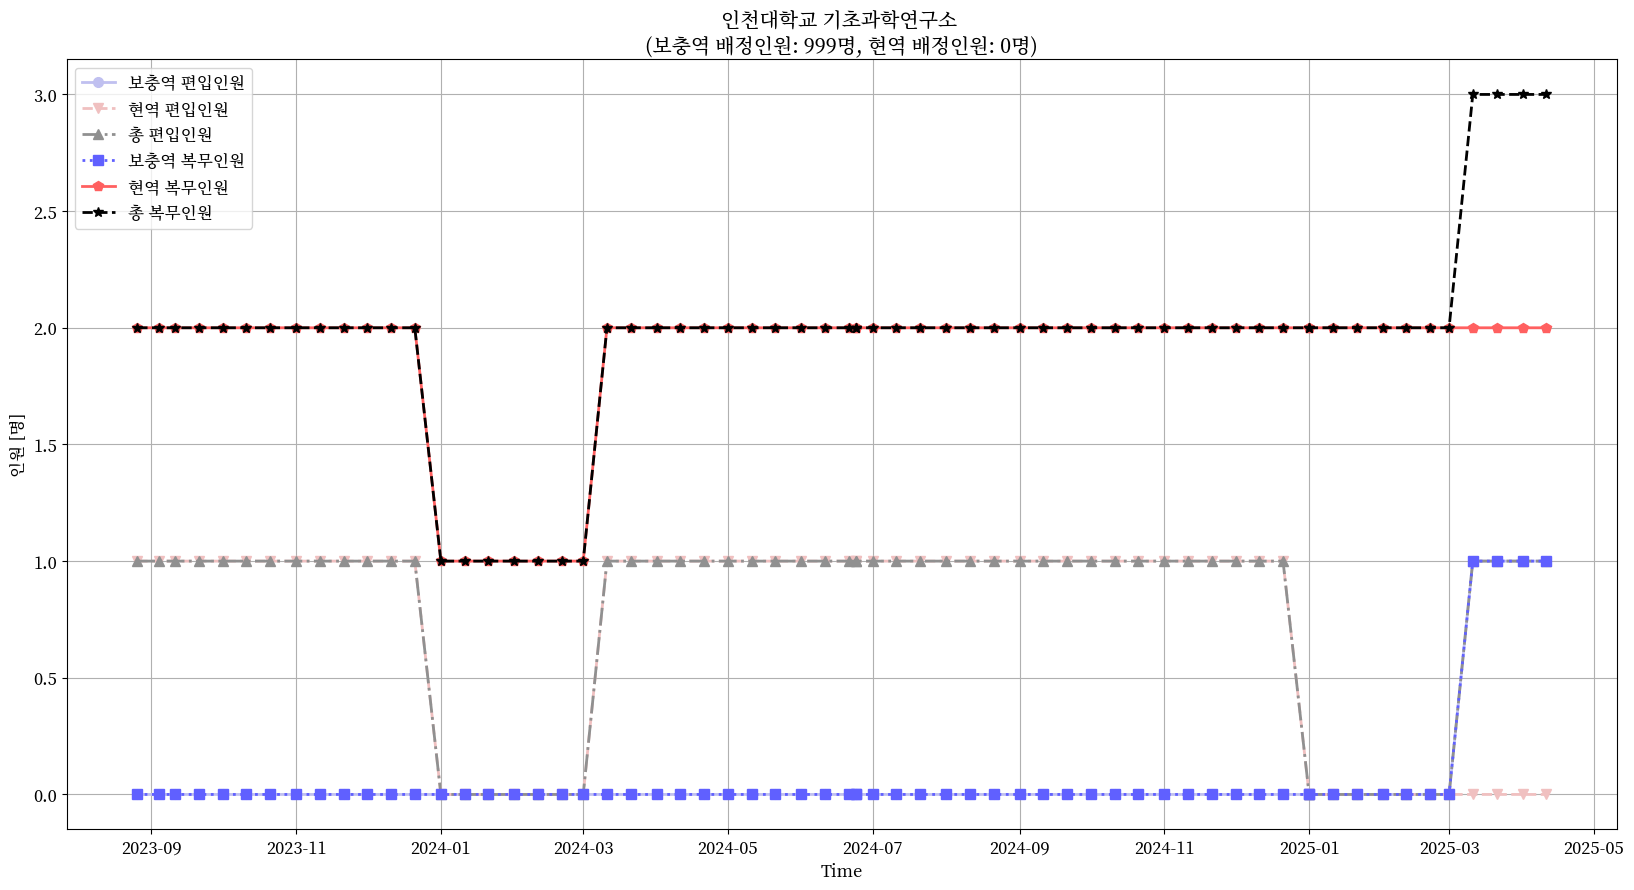 인천대학교 기초과학연구소
(보충역 배정인원: 999명, 현역 배정인원: 0명)
보충역 편입인원
현역 편입인원
총 편입인원
보충역 복무인원
현역 복무인원
총 복무인원
인원 [명]
3.0
2.5
2.0
1.5
1.0
0.5
0.0
2023-09
2023-11
2024-01
2024-03
2024-05
2024-07
2024-09
2024-11
2025-01
2025-03
2025-05
Time